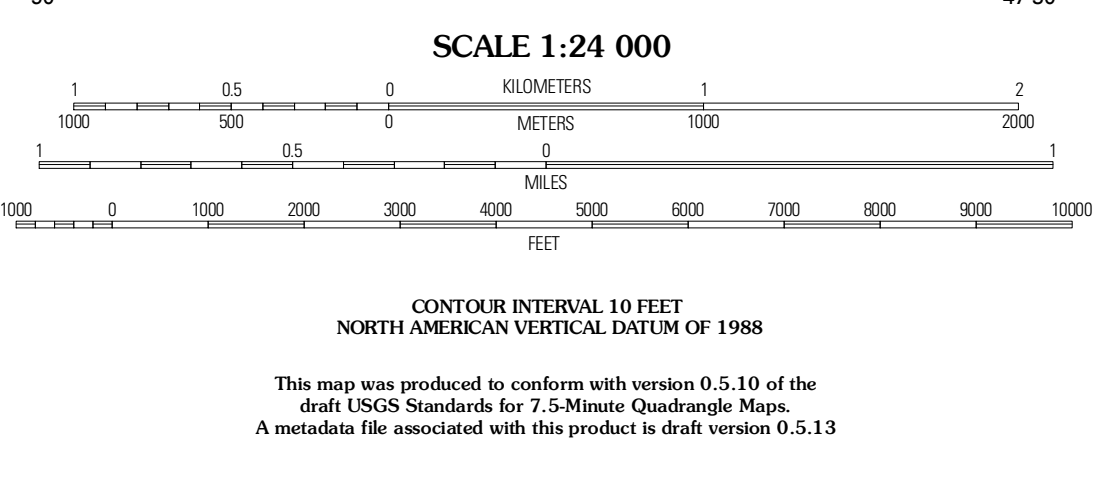 SCALE 1:24 000
1 0.5 0 KILOMETERS 1 2
1000 500 0 METERS 1000 2000
1 0.5 0 1
MILES
1000 0 1000 2000 3000 4000 5000 6000 7000 8000 9000 10000
FEET
CONTOUR INTERVAL 10 FEET
NORTH AMERICAN VERTICAL DATUM OF 1988
This map was produced to conform with version 0.5.10 of the
draft USGS Standards for 7.5-Minute Quadrangle Maps.
A metadata file associated with this product is draft version 0.5.13